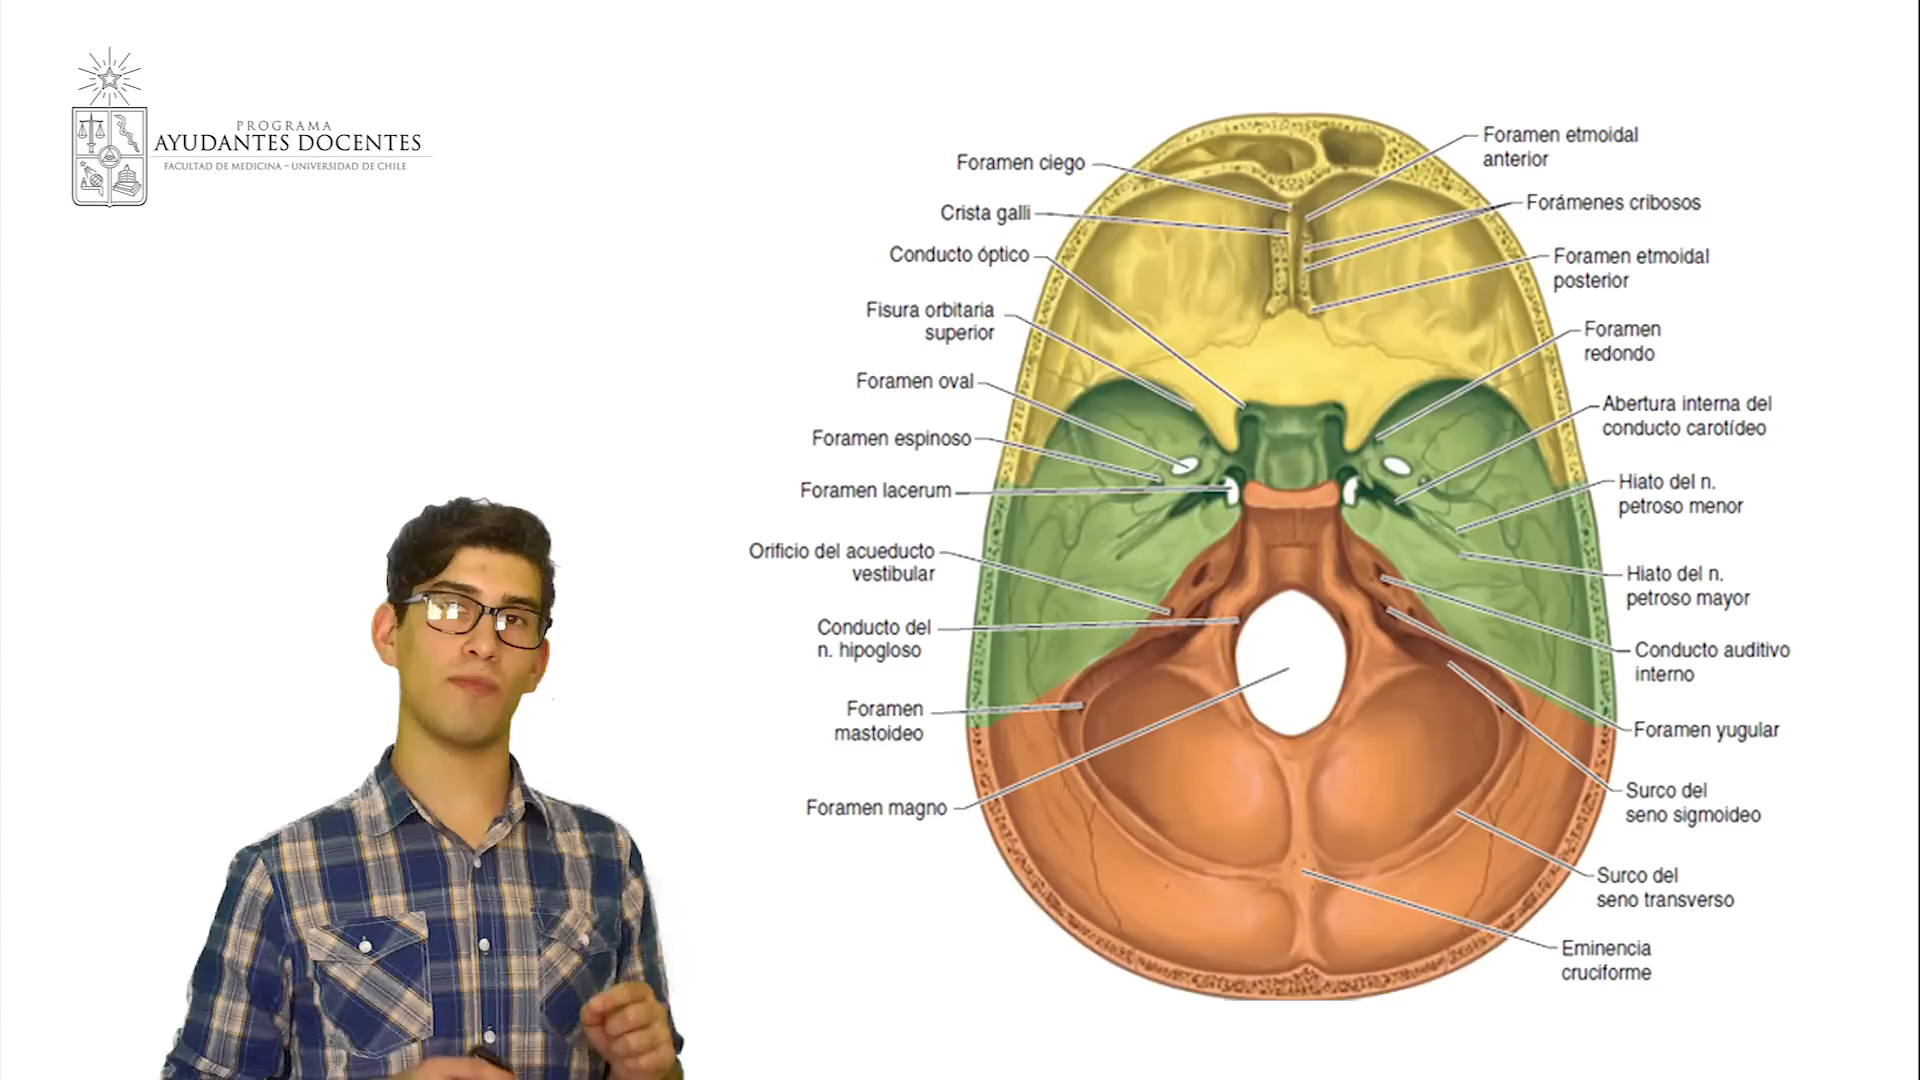 PROGRAMA
AYUDANTES DOCENTES
FACULTAD DE MEDICINA – UNIVERSIDAD DE CHILE
Foramen ciego
Crista galli
Conducto óptico
Fisura orbitaria
superior
Foramen oval
Foramen espinoso
Foramen lacerum
Orificio del acueducto
vestibular
Conducto del
n. hipogloso
Foramen
mastoideo
Foramen magno
Foramen etmoidal
anterior
Forámenes cribosos
Foramen etmoidal
posterior
Foramen
redondo
Abertura interna del
conducto carotídeo
Hiato del n.
petroso menor
Hiato del n.
petroso mayor
Conducto auditivo
interno
Foramen yugular
Surco del
seno sigmoideo
Surco del
seno transverso
Eminencia
cruciforme